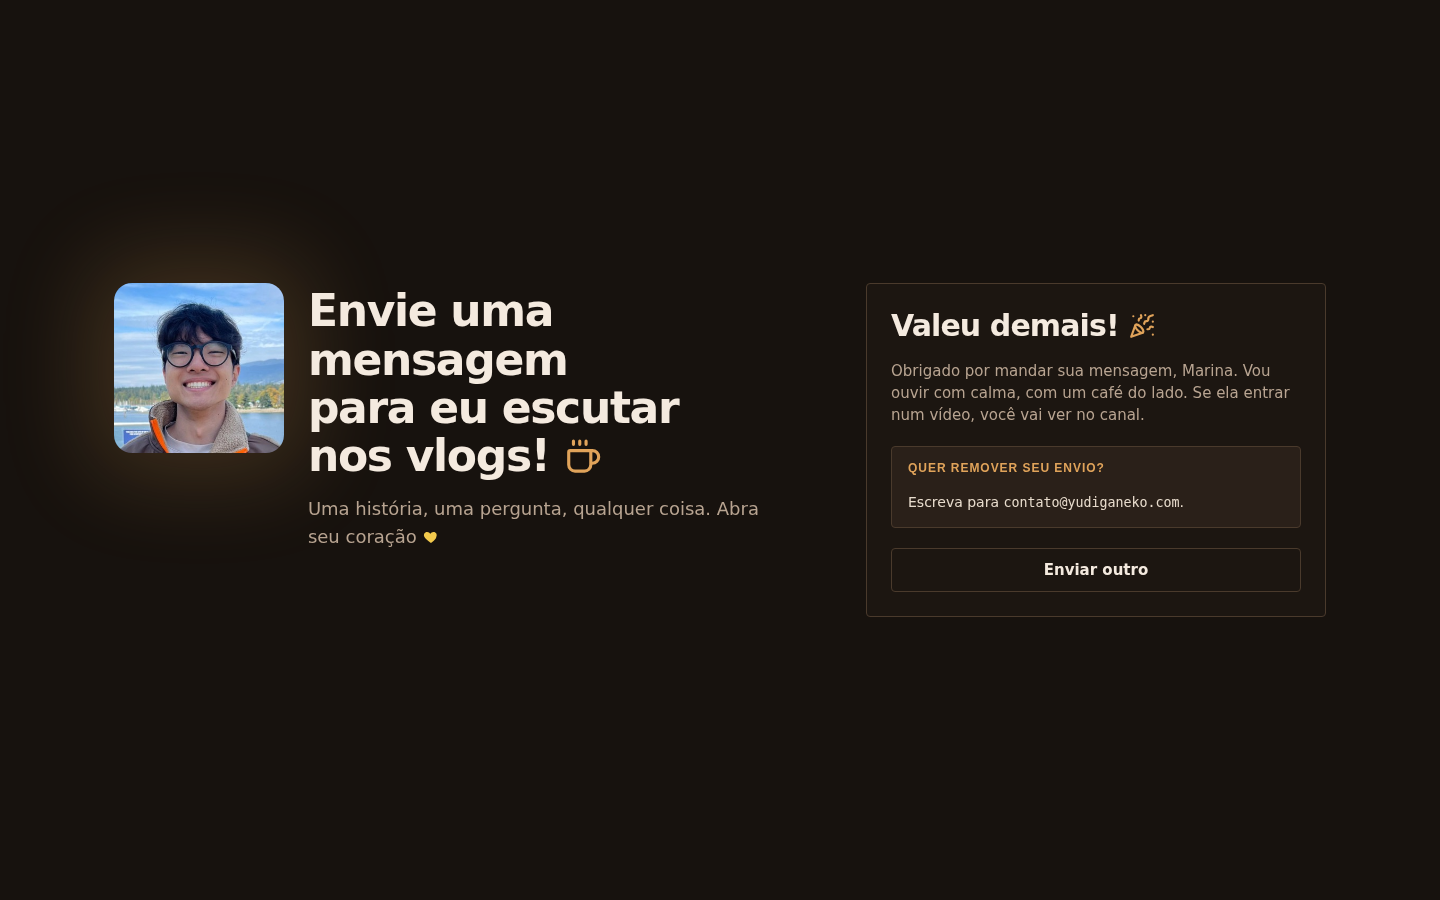 Envie uma
mensagem
para eu escutar
nos vlogs!
Uma história, uma pergunta, qualquer coisa. Abra
seu coração
Valeu demais!
Obrigado por mandar sua mensagem, Marina. Vou
ouvir com calma, com um café do lado. Se ela entrar
num vídeo, você vai ver no canal.
QUER REMOVER SEU ENVIO?
Escreva para contato@yudiganeko.com.
Enviar outro